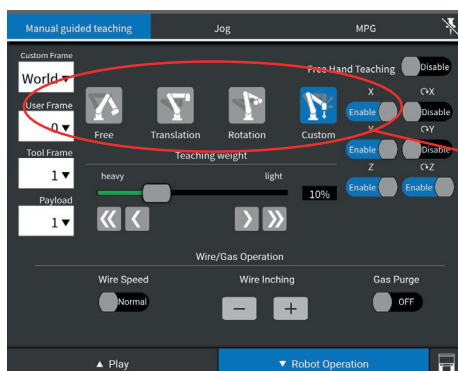 Manual guided teaching Jog MPG
Custom Frame
World ▼
User Frame
0 ▼
Tool Frame
1 ▼
Payload
1 ▼
Free Translation Rotation Custom
Free Hand Teaching Disable
X ↷X
Enable Disable
Y ↷Y
Enable Disable
Z ↷Z
Enable Enable
Teaching weight
heavy light
10%
Wire/Gas Operation
Wire Speed Wire Inching Gas Purge
Normal − + OFF
▲ Play ▼ Robot Operation